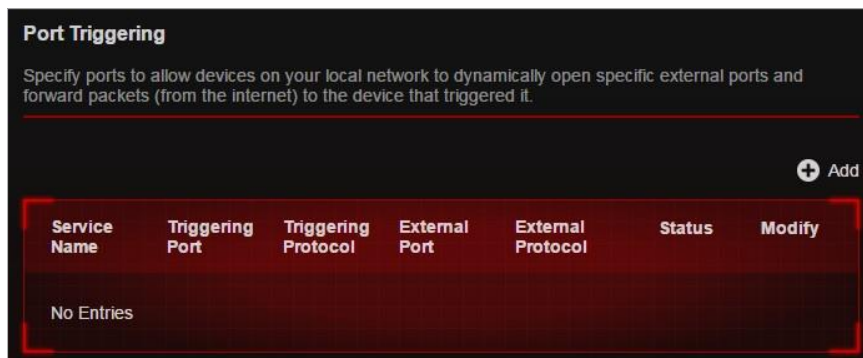 Port Triggering
Specify ports to allow devices on your local network to dynamically open specific external ports and
forward packets (from the internet) to the device that triggered it.
Add
Service Name Triggering Port Triggering Protocol External Port External Protocol Status Modify
No Entries